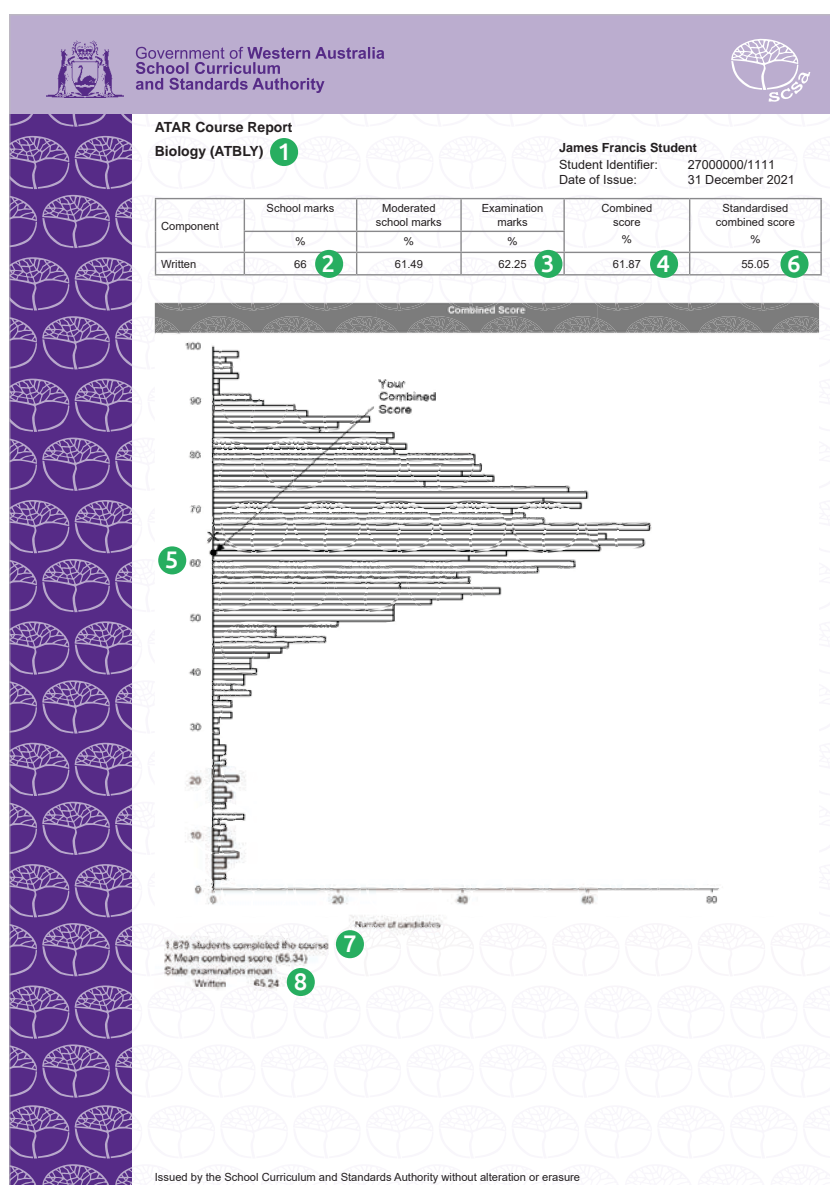 Government of Western Australia
School Curriculum
and Standards Authority
scsa
ATAR Course Report
Biology (ATBLY) 1
James Francis Student
Student Identifier: 27000000/1111
Date of Issue: 31 December 2021
Component School marks Moderated school marks Examination marks Combined score Standardised combined score
% % % % %
Written 66 2 61.49 62.25 3 61.87 4 55.05 6
Combined Score
100
Your
Combined
Score
90
80
70
5
60
50
40
30
20
10
0
0 20 40 60 80
Number of candidates
1,679 students completed the course 7
X Mean combined score (65.34)
State examination mean
Written 65.24 8
Issued by the School Curriculum and Standards Authority without alteration or erasure